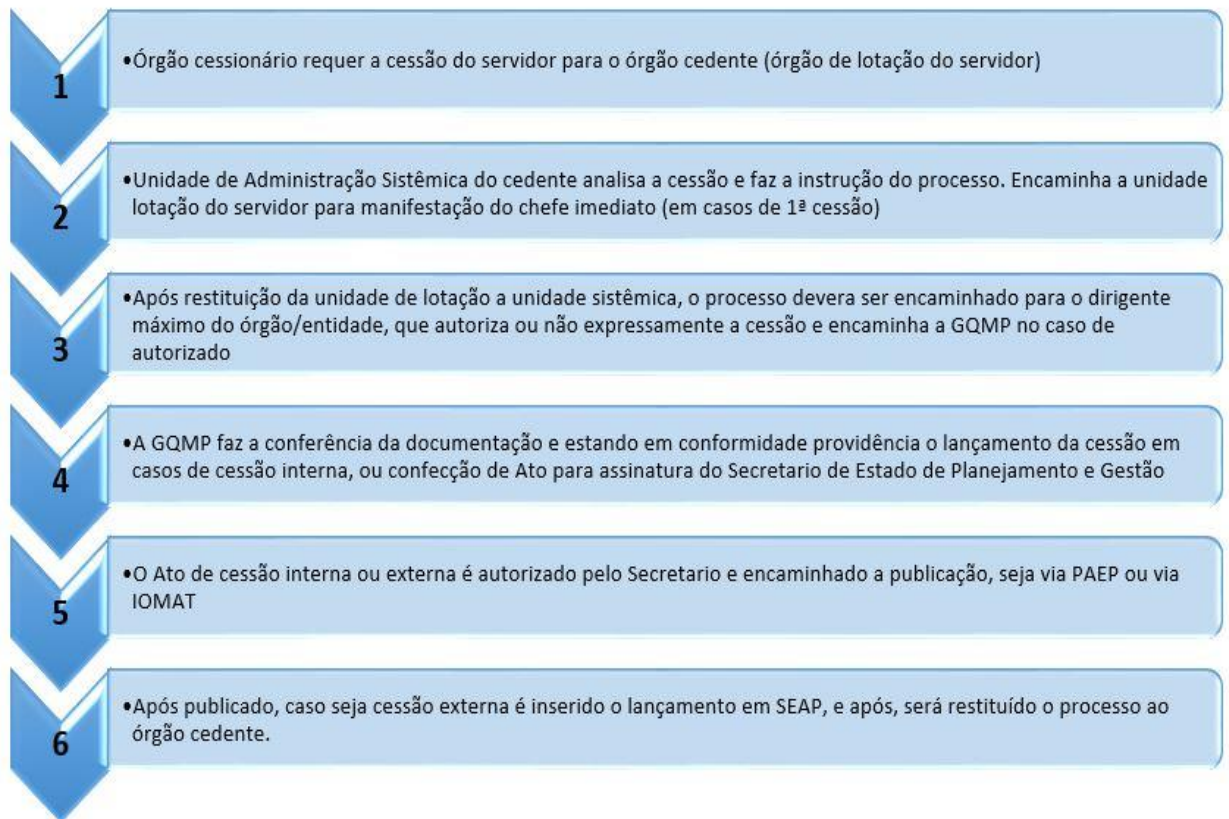 1
•Órgão cessionário requer a cessão do servidor para o órgão cedente (órgão de lotação do servidor)
2
•Unidade de Administração Sistêmica do cedente analisa a cessão e faz a instrução do processo. Encaminha a unidade
lotação do servidor para manifestação do chefe imediato (em casos de 1ª cessão)
3
•Após restituição da unidade de lotação a unidade sistêmica, o processo devera ser encaminhado para o dirigente
máximo do órgão/entidade, que autoriza ou não expressamente a cessão e encaminha a GQMP no caso de
autorizado
4
•A GQMP faz a conferência da documentação e estando em conformidade providência o lançamento da cessão em
casos de cessão interna, ou confecção de Ato para assinatura do Secretario de Estado de Planejamento e Gestão
5
•O Ato de cessão interna ou externa é autorizado pelo Secretario e encaminhado a publicação, seja via PAEP ou via
IOMAT
6
•Após publicado, caso seja cessão externa é inserido o lançamento em SEAP, e após, será restituído o processo ao
órgão cedente.